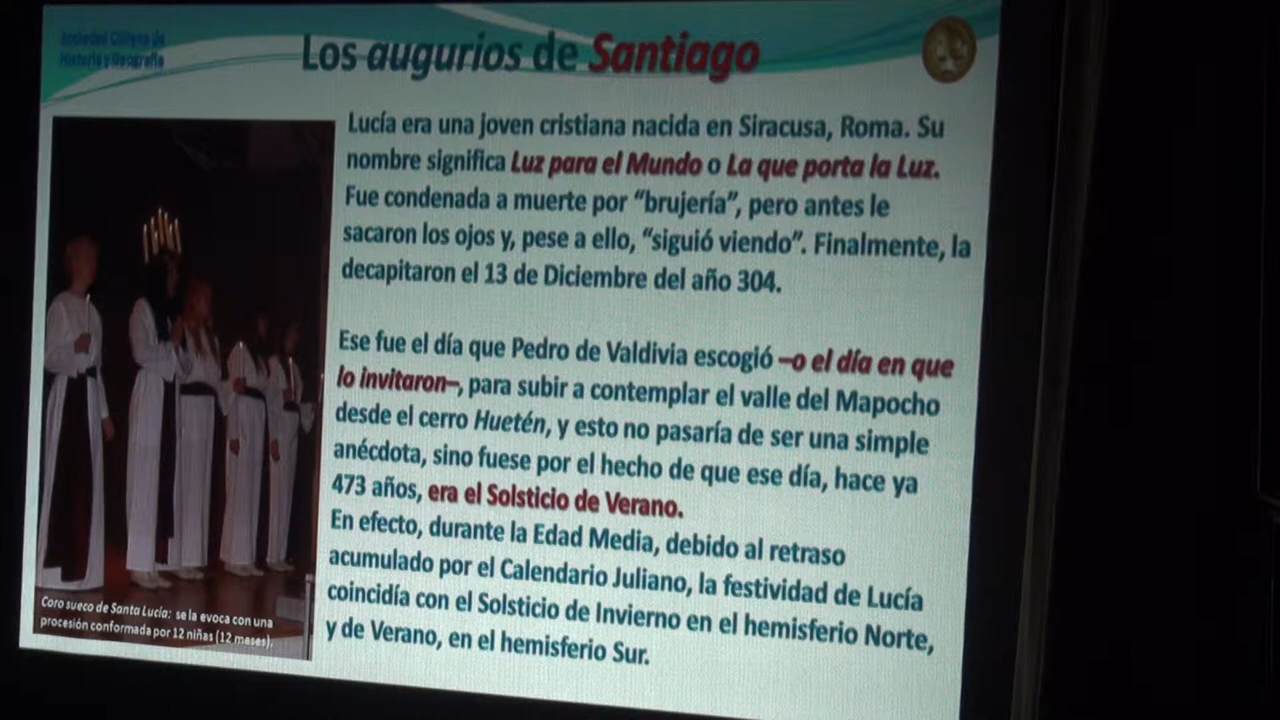 Sociedad Chilena de
Historia y Geografía
Los augurios de Santiago
Lucía era una joven cristiana nacida en Siracusa, Roma. Su
nombre significa Luz para el Mundo o La que porta la Luz.
Fue condenada a muerte por “brujería”, pero antes le
sacaron los ojos y, pese a ello, “siguió viendo”. Finalmente, la
decapitaron el 13 de Diciembre del año 304.
Ese fue el día que Pedro de Valdivia escogió –o el día en que
lo invitaron–, para subir a contemplar el valle del Mapocho
desde el cerro Huetén, y esto no pasaría de ser una simple
anécdota, sino fuese por el hecho de que ese día, hace ya
473 años, era el Solsticio de Verano.
En efecto, durante la Edad Media, debido al retraso
acumulado por el Calendario Juliano, la festividad de Lucía
coincidía con el Solsticio de Invierno en el hemisferio Norte,
y de Verano, en el hemisferio Sur.
Coro sueco de Santa Lucía: se la evoca con una
procesión conformada por 12 niñas (12 meses).